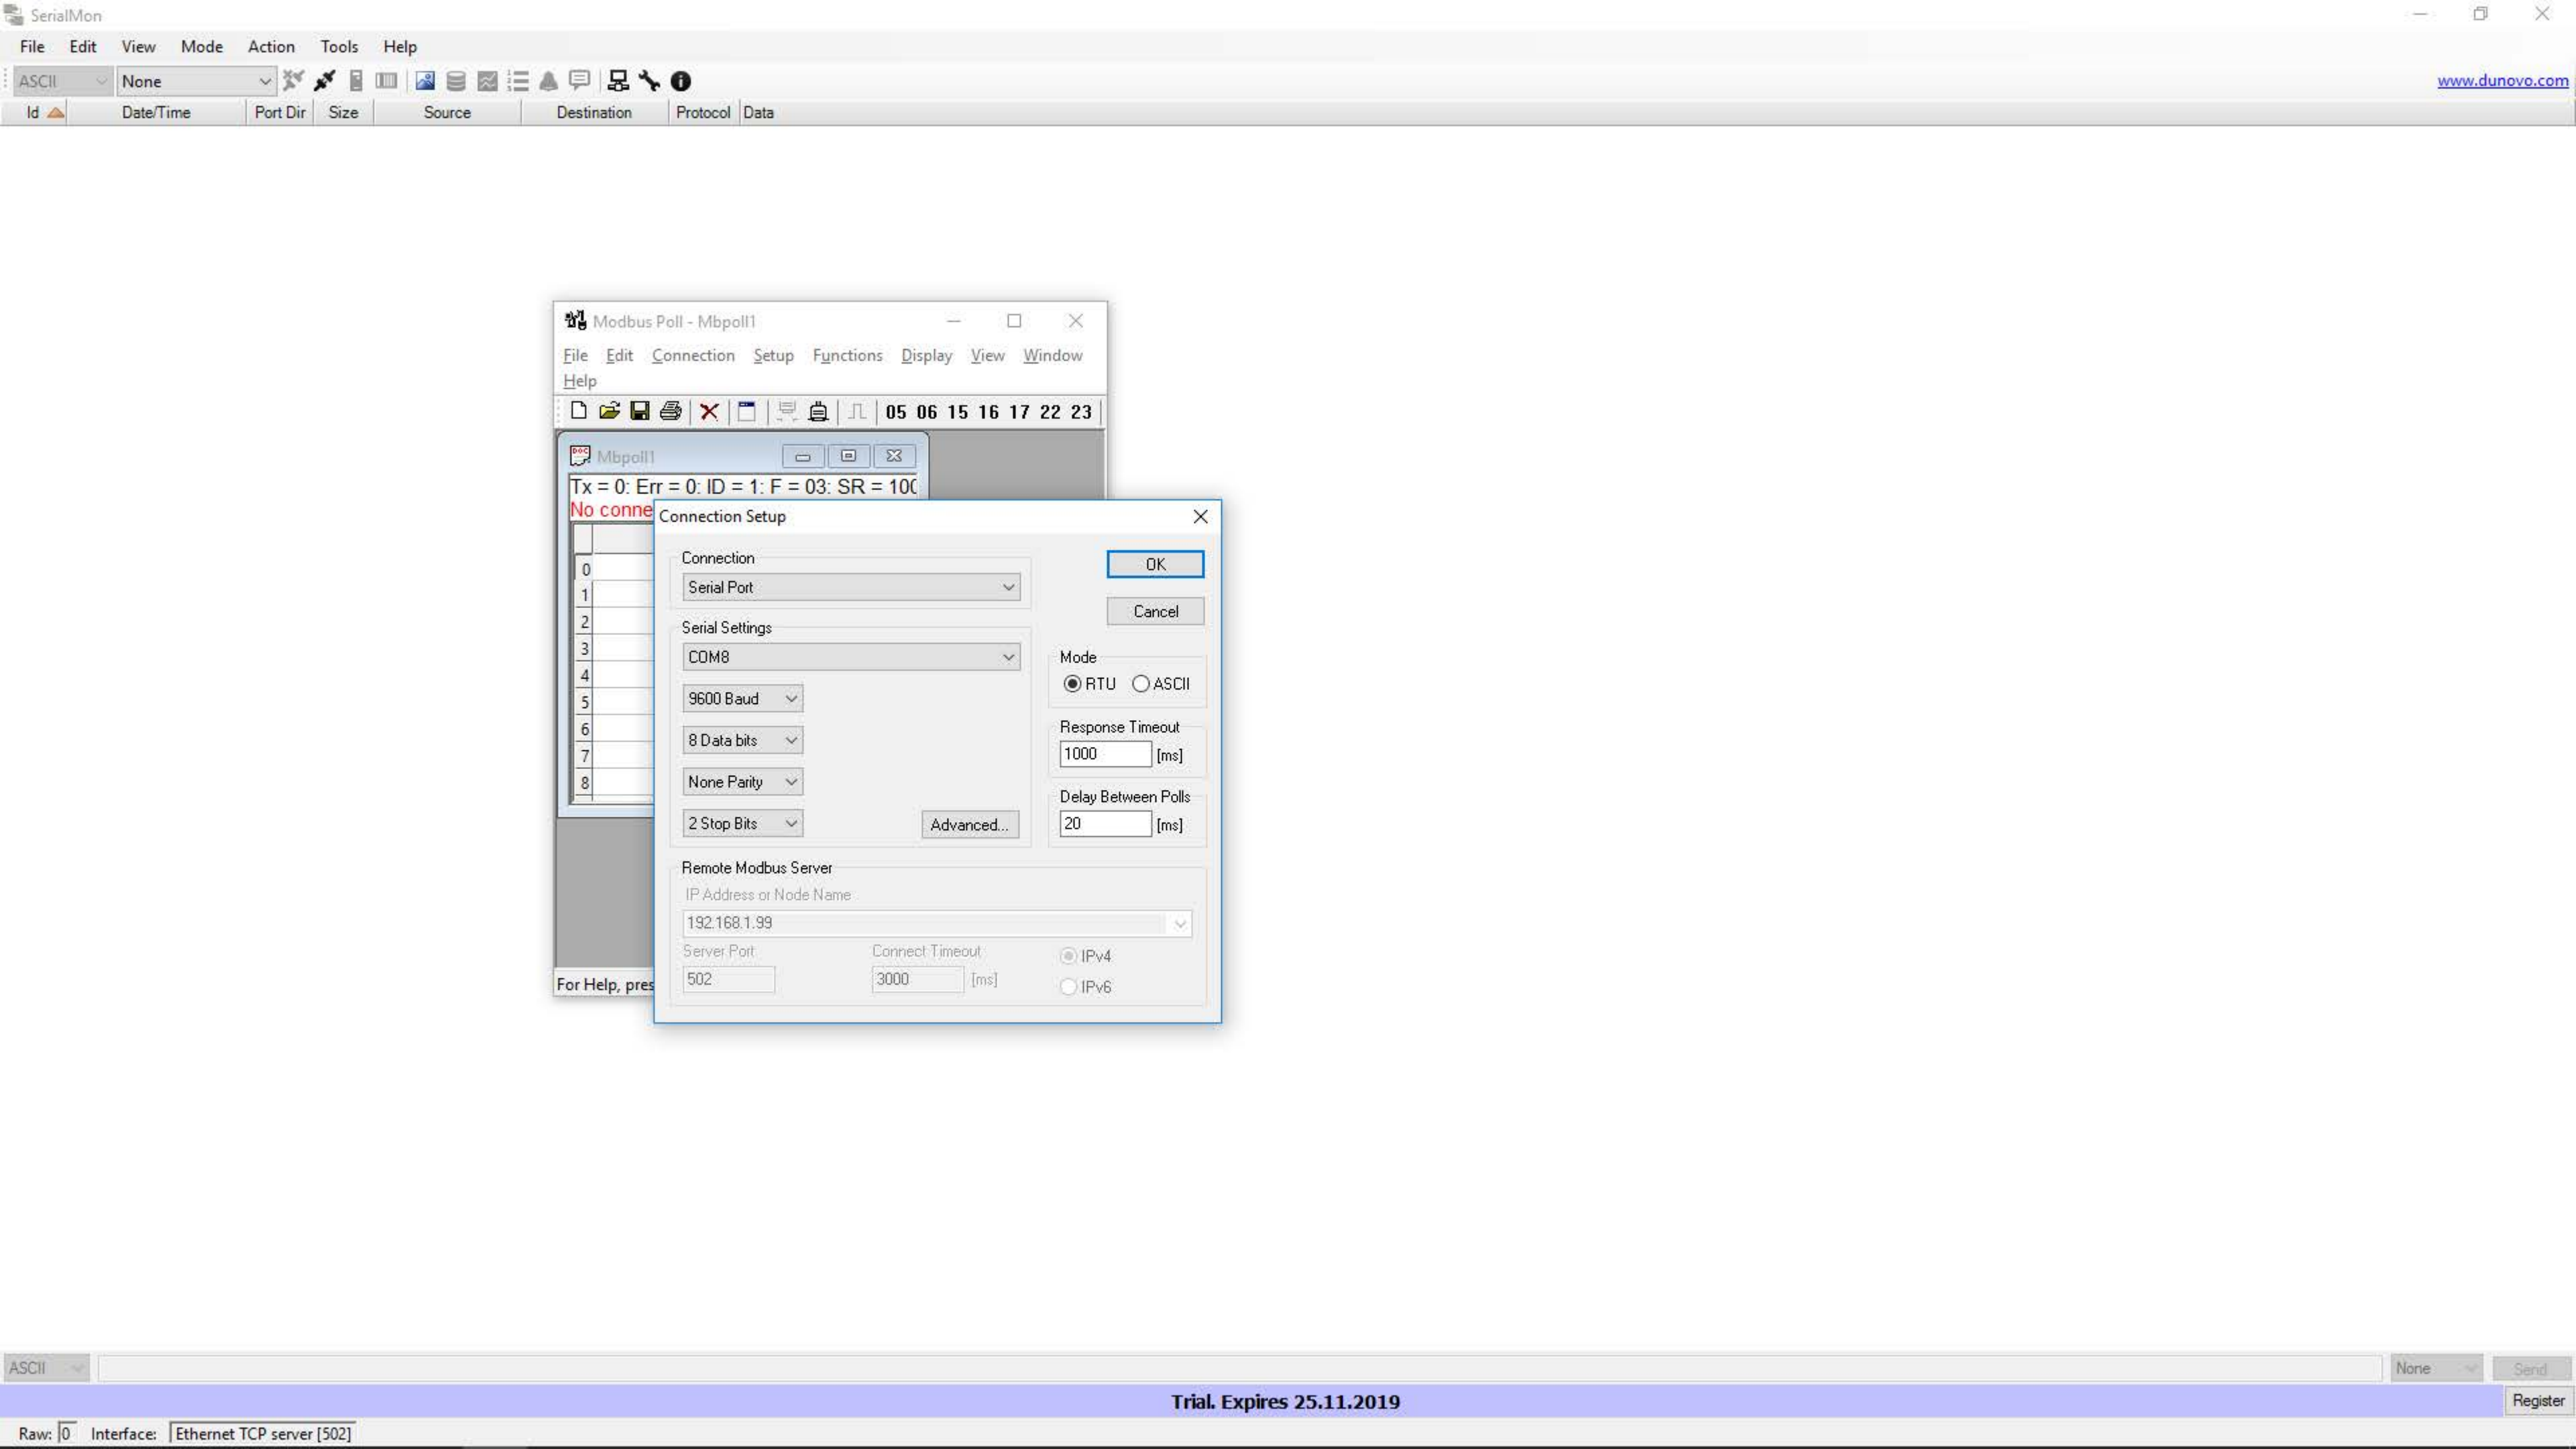 SerialMon
File Edit View Mode Action Tools Help
ASCII None
www.dunovo.com
Id Date/Time Port Dir Size Source Destination Protocol Data
Modbus Poll - Mbpoll1
File Edit Connection Setup Functions Display View Window
Help
05 06 15 16 17 22 23
Mbpoll1
Tx = 0: Err = 0: ID = 1: F = 03: SR = 100
No conne
0
1
2
3
4
5
6
7
8
For Help, pres
Connection Setup
Connection
Serial Port
OK
Cancel
Serial Settings
COM8
9600 Baud
8 Data bits
None Parity
2 Stop Bits
Advanced...
Mode
RTU ASCII
Response Timeout
1000 [ms]
Delay Between Polls
20 [ms]
Remote Modbus Server
IP Address or Node Name
192.168.1.99
Server Port Connect Timeout
502 3000 [ms]
IPv4
IPv6
ASCII None Send
Trial. Expires 25.11.2019
Register
Raw: 0 Interface: Ethernet TCP server [502]